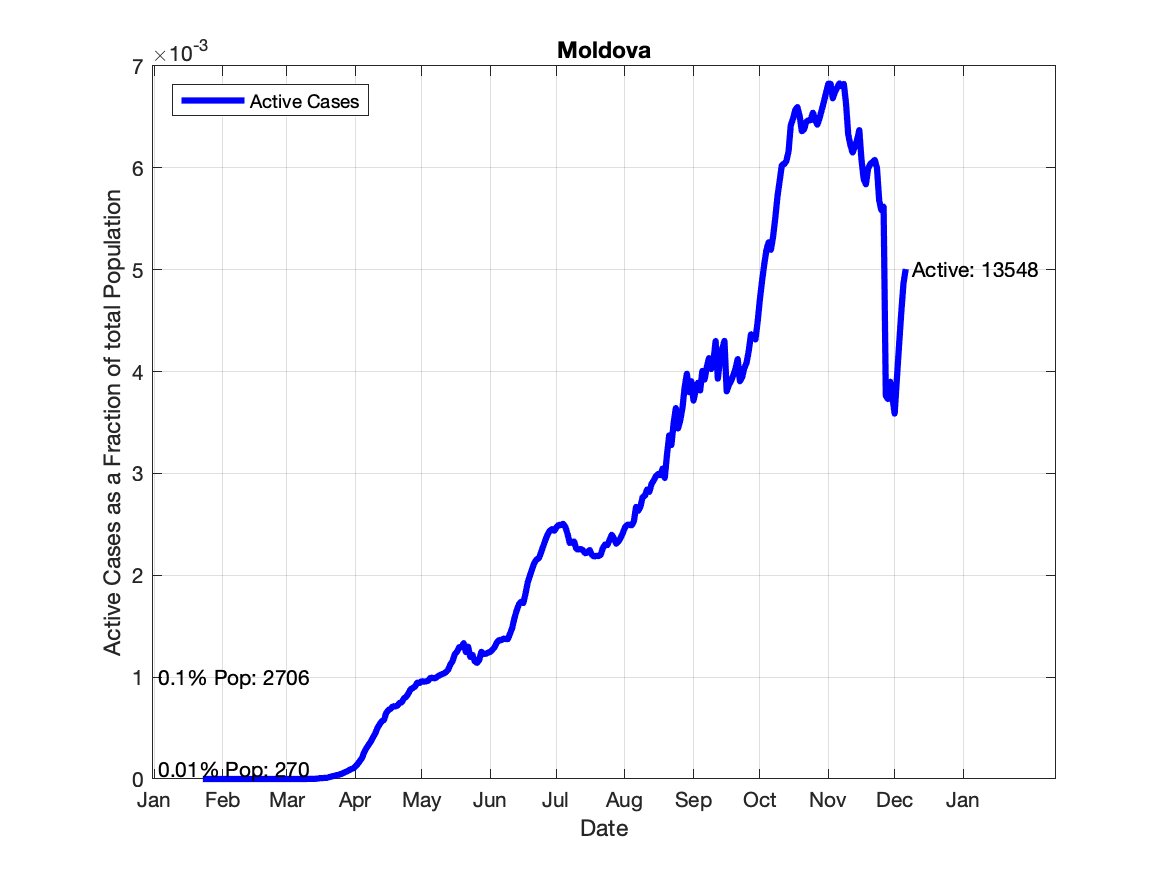 Moldova
×10-3
Active Cases
7
6
5
4
3
2
1
0
Active Cases as a Fraction of total Population
Active: 13548
0.1% Pop: 2706
0.01% Pop: 270
Jan Feb Mar Apr May Jun Jul Aug Sep Oct Nov Dec Jan
Date